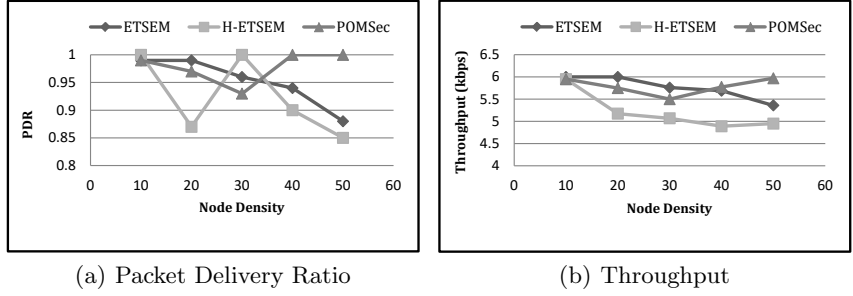 ETSEM H-ETSEM POMSec
1
0.95
0.9
0.85
0.8
PDR
0 10 20 30 40 50 60
Node Density
(a) Packet Delivery Ratio
ETSEM H-ETSEM POMSec
6.5
6
5.5
5
4.5
4
Throughput (kbps)
0 10 20 30 40 50 60
Node Density
(b) Throughput